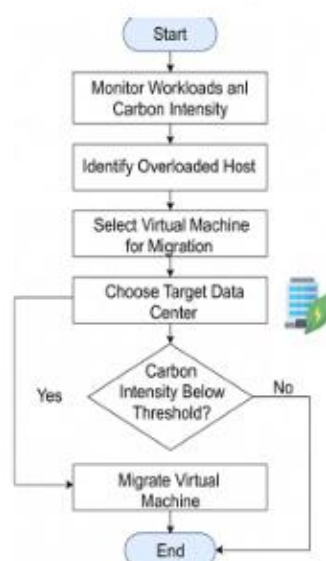 Start
Monitor Workloads anl
Carbon Intensity
Identify Overloaded Host
Select Virtual Machine
for Migration
Choose Target Data
Center
Carbon
Intensity Below
Threshold?
Yes
No
Migrate Virtual
Machine
End